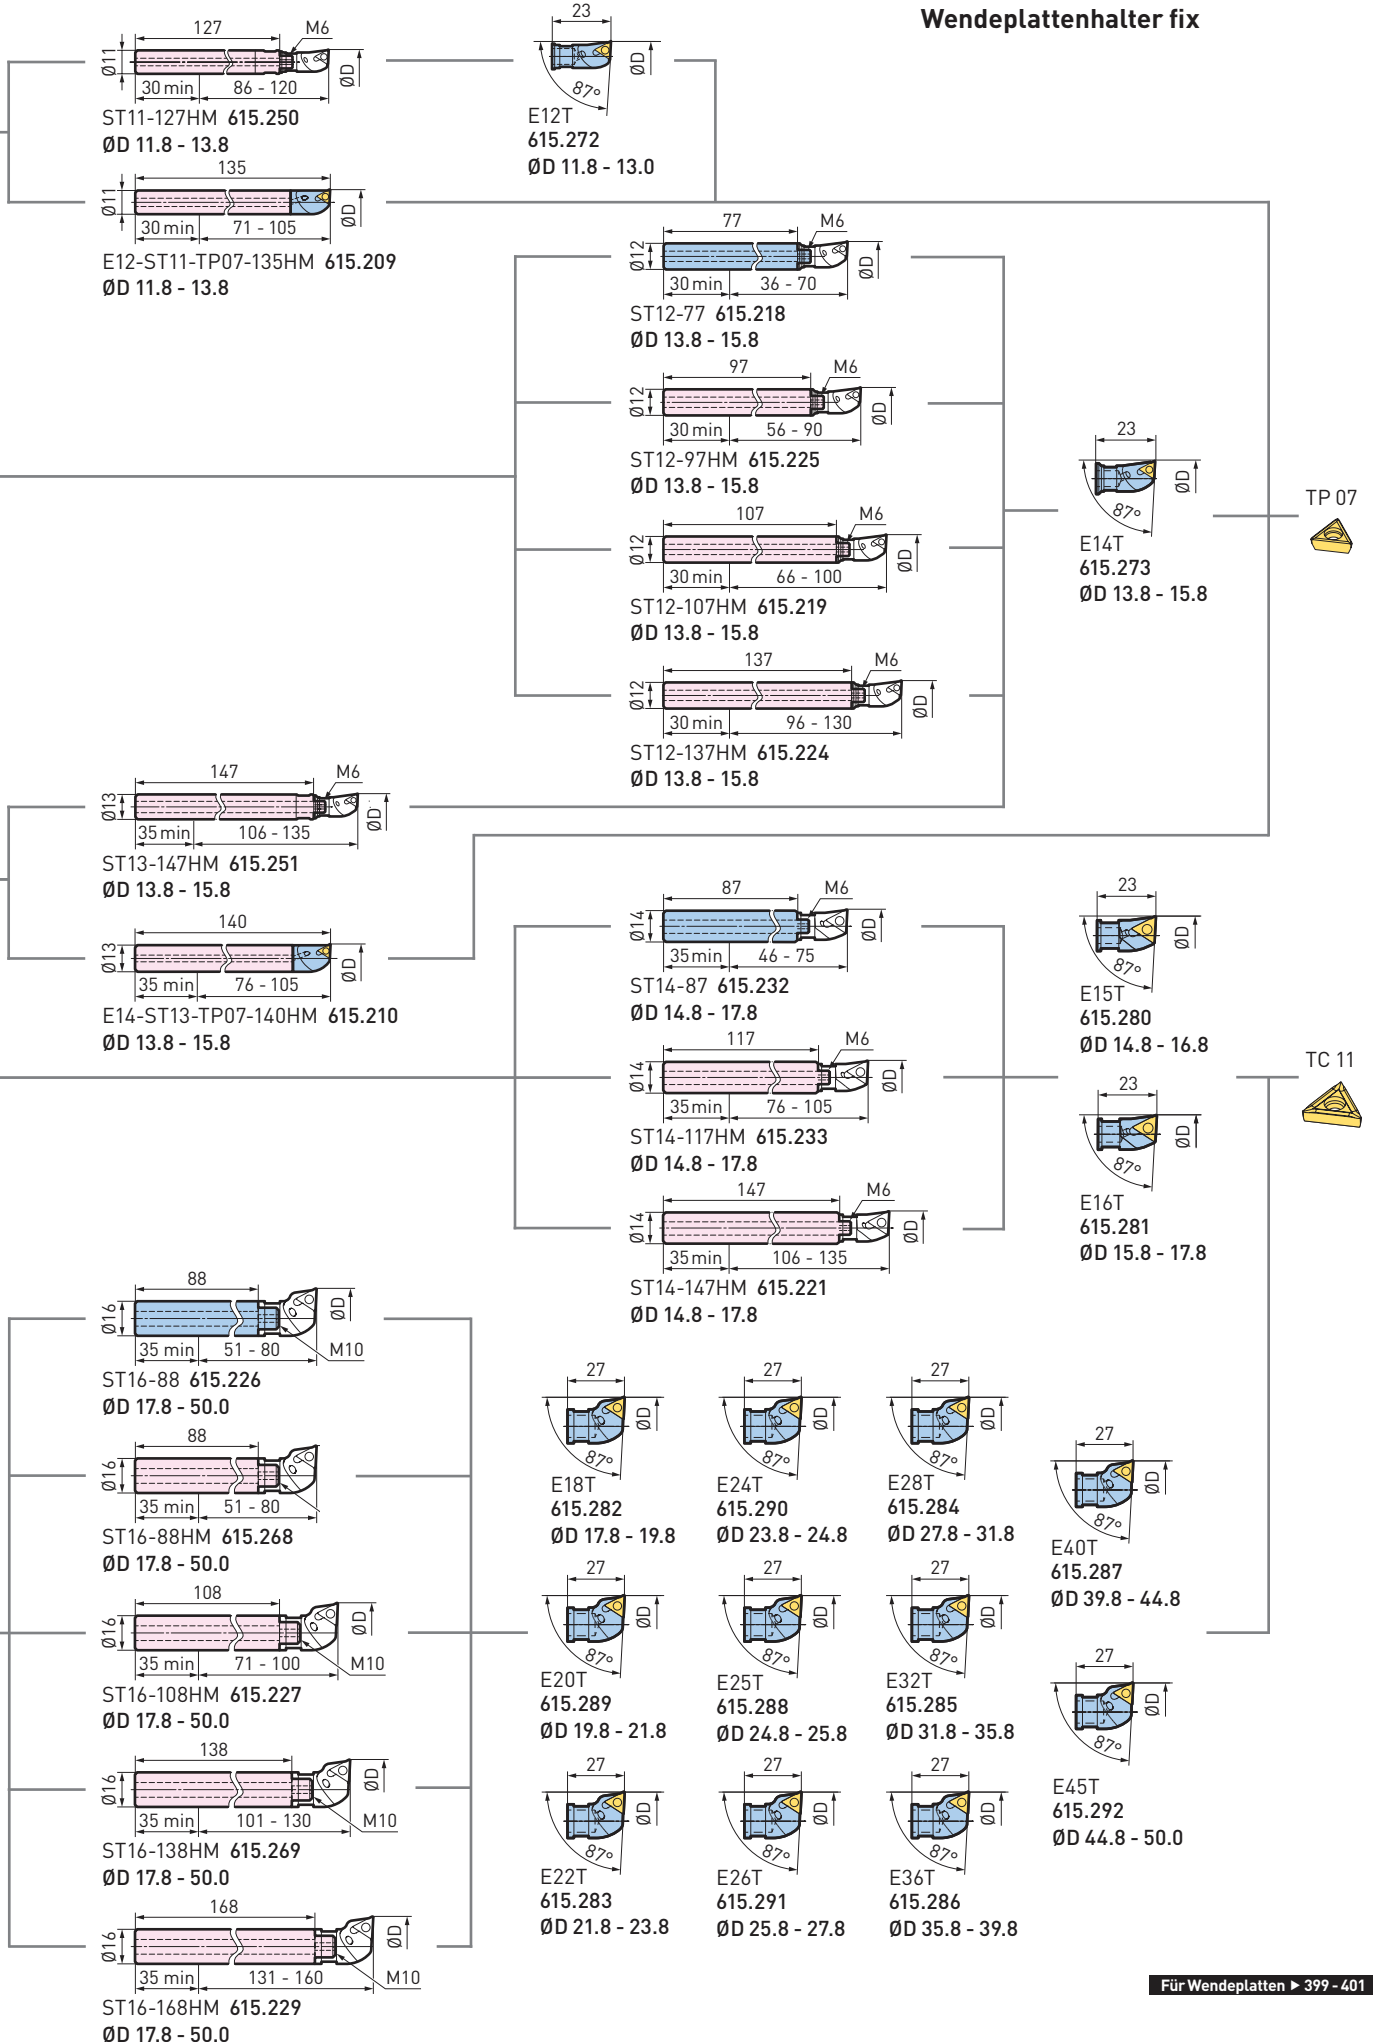 Wendeplattenhalter fix
127
M6
Ø11
ØD
30 min
86 - 120
ST11-127HM 615.250
ØD 11.8 - 13.8
23
ØD
87°
E12T
615.272
ØD 11.8 - 13.0
135
Ø11
ØD
30 min
71 - 105
E12-ST11-TP07-135HM 615.209
ØD 11.8 - 13.8
77
M6
Ø12
ØD
30 min
36 - 70
ST12-77 615.218
ØD 13.8 - 15.8
97
M6
Ø12
ØD
30 min
56 - 90
ST12-97HM 615.225
ØD 13.8 - 15.8
107
M6
Ø12
ØD
30 min
66 - 100
ST12-107HM 615.219
ØD 13.8 - 15.8
137
M6
Ø12
ØD
30 min
96 - 130
ST12-137HM 615.224
ØD 13.8 - 15.8
23
ØD
87°
E14T
615.273
ØD 13.8 - 15.8
TP 07
147
M6
Ø13
ØD
35 min
106 - 135
ST13-147HM 615.251
ØD 13.8 - 15.8
140
Ø13
ØD
35 min
76 - 105
E14-ST13-TP07-140HM 615.210
ØD 13.8 - 15.8
87
M6
Ø14
ØD
35 min
46 - 75
ST14-87 615.232
ØD 14.8 - 17.8
117
M6
Ø14
ØD
35 min
76 - 105
ST14-117HM 615.233
ØD 14.8 - 17.8
147
M6
Ø14
ØD
35 min
106 - 135
ST14-147HM 615.221
ØD 14.8 - 17.8
23
ØD
87°
E15T
615.280
ØD 14.8 - 16.8
23
ØD
87°
E16T
615.281
ØD 15.8 - 17.8
TC 11
88
Ø16
ØD
35 min
51 - 80
M10
ST16-88 615.226
ØD 17.8 - 50.0
88
Ø16
35 min
51 - 80
ST16-88HM 615.268
ØD 17.8 - 50.0
108
Ø16
ØD
35 min
71 - 100
M10
ST16-108HM 615.227
ØD 17.8 - 50.0
138
Ø16
ØD
35 min
101 - 130
M10
ST16-138HM 615.269
ØD 17.8 - 50.0
168
Ø16
ØD
35 min
131 - 160
M10
ST16-168HM 615.229
ØD 17.8 - 50.0
27
ØD
87°
E18T
615.282
ØD 17.8 - 19.8
27
ØD
87°
E24T
615.290
ØD 23.8 - 24.8
27
ØD
87°
E28T
615.284
ØD 27.8 - 31.8
27
ØD
87°
E40T
615.287
ØD 39.8 - 44.8
27
ØD
87°
E20T
615.289
ØD 19.8 - 21.8
27
ØD
87°
E25T
615.288
ØD 24.8 - 25.8
27
ØD
87°
E32T
615.285
ØD 31.8 - 35.8
27
ØD
87°
E45T
615.292
ØD 44.8 - 50.0
27
ØD
87°
E22T
615.283
ØD 21.8 - 23.8
27
ØD
87°
E26T
615.291
ØD 25.8 - 27.8
27
ØD
87°
E36T
615.286
ØD 35.8 - 39.8
Für Wendeplatten ▶ 399 - 401